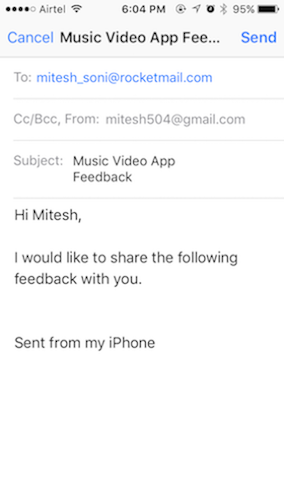 Airtel 6:04 PM 95%
Cancel Music Video App Fee... Send
To: mitesh_soni@rocketmail.com
Cc/Bcc, From: mitesh504@gmail.com
Subject: Music Video App
Feedback
Hi Mitesh,
I would like to share the following
feedback with you.
Sent from my iPhone